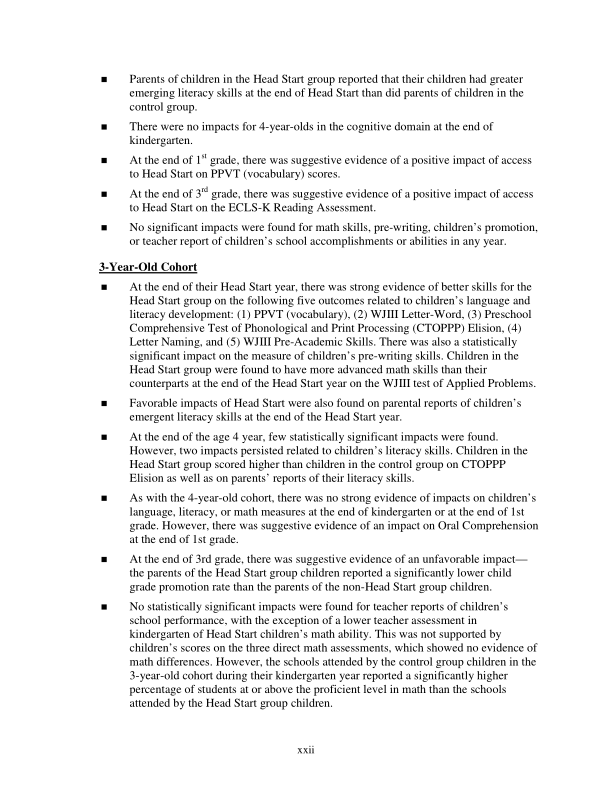 ■ Parents of children in the Head Start group reported that their children had greater
emerging literacy skills at the end of Head Start than did parents of children in the
control group.
■ There were no impacts for 4-year-olds in the cognitive domain at the end of
kindergarten.
■ At the end of 1st grade, there was suggestive evidence of a positive impact of access
to Head Start on PPVT (vocabulary) scores.
■ At the end of 3rd grade, there was suggestive evidence of a positive impact of access
to Head Start on the ECLS-K Reading Assessment.
■ No significant impacts were found for math skills, pre-writing, children's promotion,
or teacher report of children's school accomplishments or abilities in any year.
3-Year-Old Cohort
■ At the end of their Head Start year, there was strong evidence of better skills for the
Head Start group on the following five outcomes related to children's language and
literacy development: (1) PPVT (vocabulary), (2) WJIII Letter-Word, (3) Preschool
Comprehensive Test of Phonological and Print Processing (CTOPPP) Elision, (4)
Letter Naming, and (5) WJIII Pre-Academic Skills. There was also a statistically
significant impact on the measure of children's pre-writing skills. Children in the
Head Start group were found to have more advanced math skills than their
counterparts at the end of the Head Start year on the WJIII test of Applied Problems.
■ Favorable impacts of Head Start were also found on parental reports of children's
emergent literacy skills at the end of the Head Start year.
■ At the end of the age 4 year, few statistically significant impacts were found.
However, two impacts persisted related to children's literacy skills. Children in the
Head Start group scored higher than children in the control group on CTOPPP
Elision as well as on parents' reports of their literacy skills.
■ As with the 4-year-old cohort, there was no strong evidence of impacts on children's
language, literacy, or math measures at the end of kindergarten or at the end of 1st
grade. However, there was suggestive evidence of an impact on Oral Comprehension
at the end of 1st grade.
■ At the end of 3rd grade, there was suggestive evidence of an unfavorable impact—
the parents of the Head Start group children reported a significantly lower child
grade promotion rate than the parents of the non-Head Start group children.
■ No statistically significant impacts were found for teacher reports of children's
school performance, with the exception of a lower teacher assessment in
kindergarten of Head Start children's math ability. This was not supported by
children's scores on the three direct math assessments, which showed no evidence of
math differences. However, the schools attended by the control group children in the
3-year-old cohort during their kindergarten year reported a significantly higher
percentage of students at or above the proficient level in math than the schools
attended by the Head Start group children.
xxii